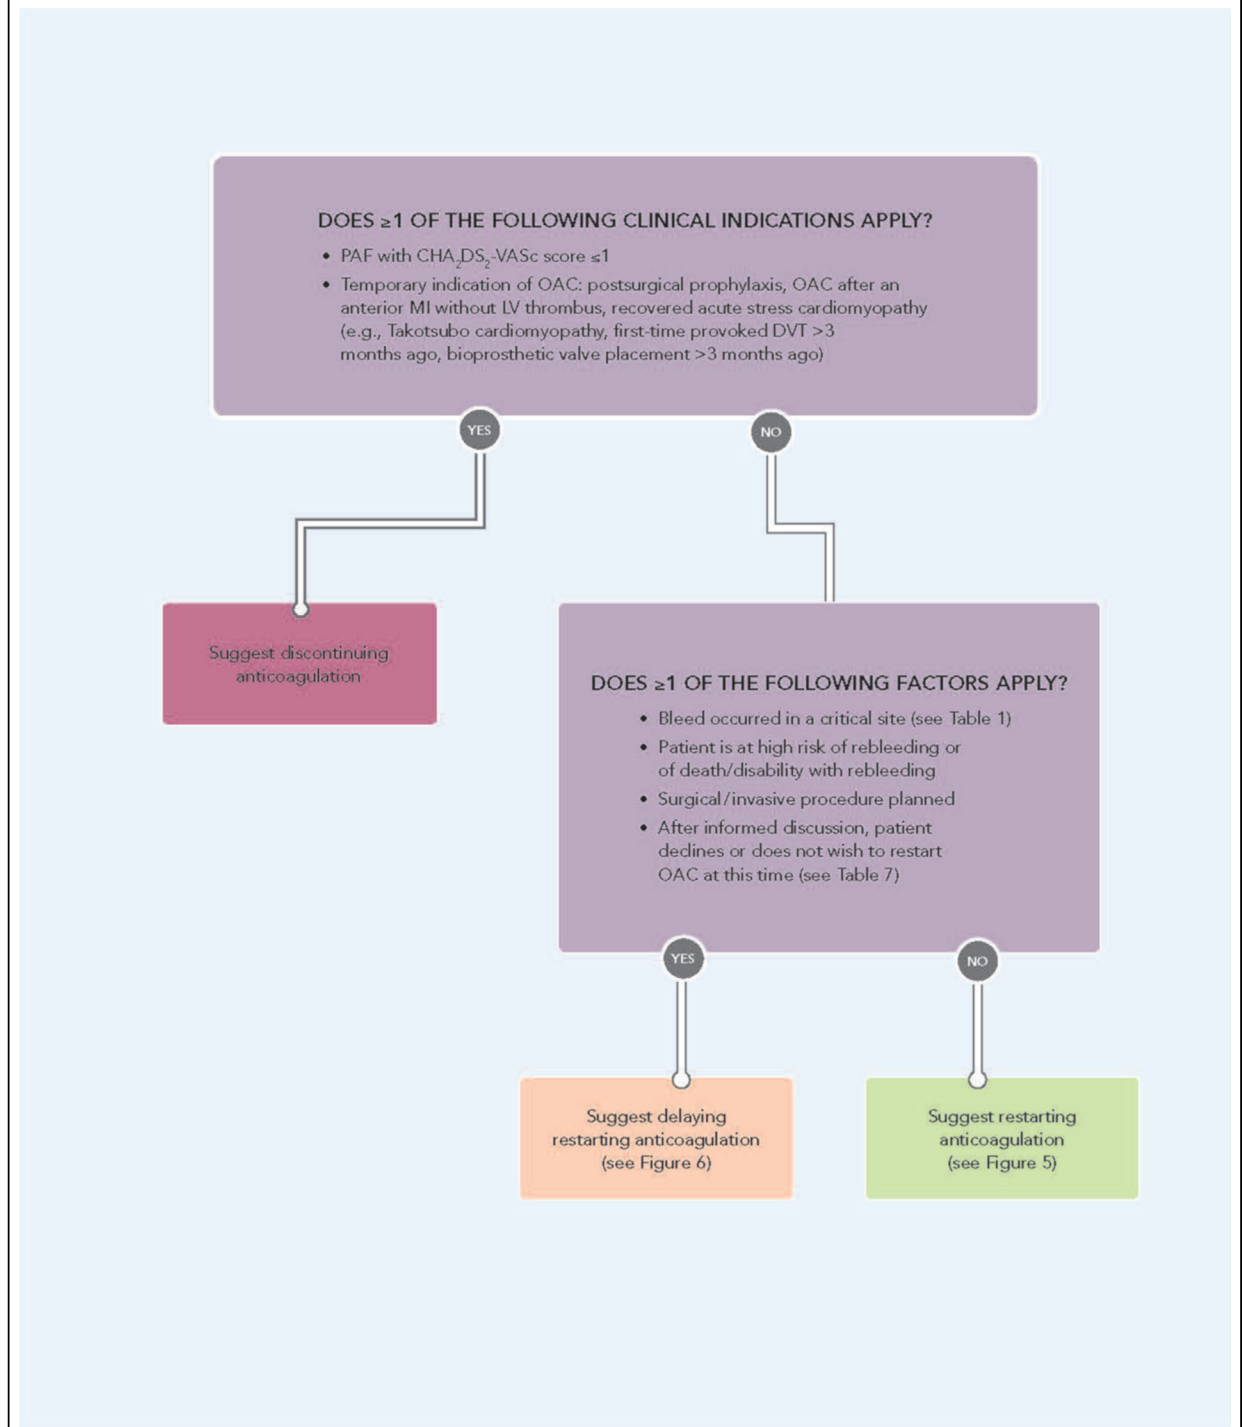 DOES ≥1 OF THE FOLLOWING CLINICAL INDICATIONS APPLY?
• PAF with CHA₂DS₂-VASc score ≤1
• Temporary indication of OAC: postsurgical prophylaxis, OAC after an
anterior MI without LV thrombus, recovered acute stress cardiomyopathy
(e.g., Takotsubo cardiomyopathy, first-time provoked DVT >3
months ago, bioprosthetic valve placement >3 months ago)
YES
NO
Suggest discontinuing
anticoagulation
DOES ≥1 OF THE FOLLOWING FACTORS APPLY?
• Bleed occurred in a critical site (see Table 1)
• Patient is at high risk of rebleeding or
of death/disability with rebleeding
• Surgical/invasive procedure planned
• After informed discussion, patient
declines or does not wish to restart
OAC at this time (see Table 7)
YES
NO
Suggest delaying
restarting anticoagulation
(see Figure 6)
Suggest restarting
anticoagulation
(see Figure 5)